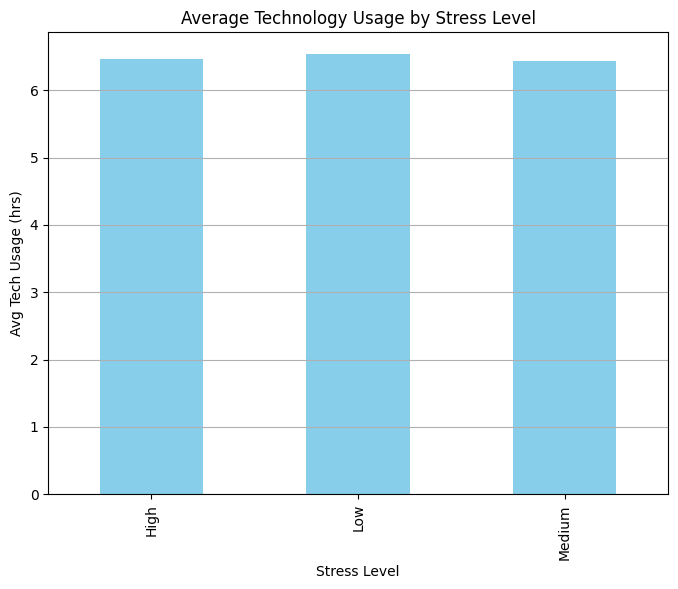 Average Technology Usage by Stress Level
Avg Tech Usage (hrs)
6
5
4
3
2
1
0
High
Low
Medium
Stress Level